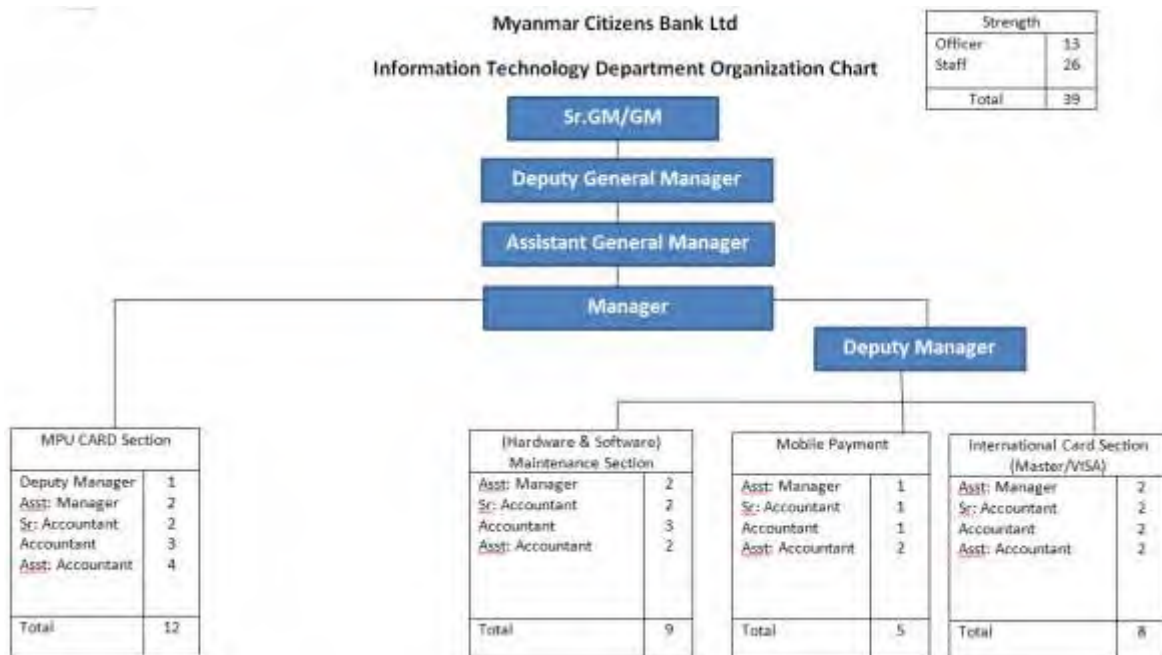 Myanmar Citizens Bank Ltd
Information Technology Department Organization Chart
Strength
Officer 13
Staff 26
Total 39
Sr.GM/GM
Deputy General Manager
Assistant General Manager
Manager
Deputy Manager
MPU CARD Section
Deputy Manager 1
Asst: Manager 2
Sr: Accountant 2
Accountant 3
Asst: Accountant 4
Total 12
(Hardware & Software)
Maintenance Section
Asst: Manager 2
Sr: Accountant 2
Accountant 3
Asst: Accountant 2
Total 9
Mobile Payment
Asst: Manager 1
Sr: Accountant 1
Accountant 1
Asst: Accountant 2
Total 5
International Card Section
(Master/VISA)
Asst: Manager 2
Sr: Accountant 2
Accountant 2
Asst: Accountant 2
Total 8